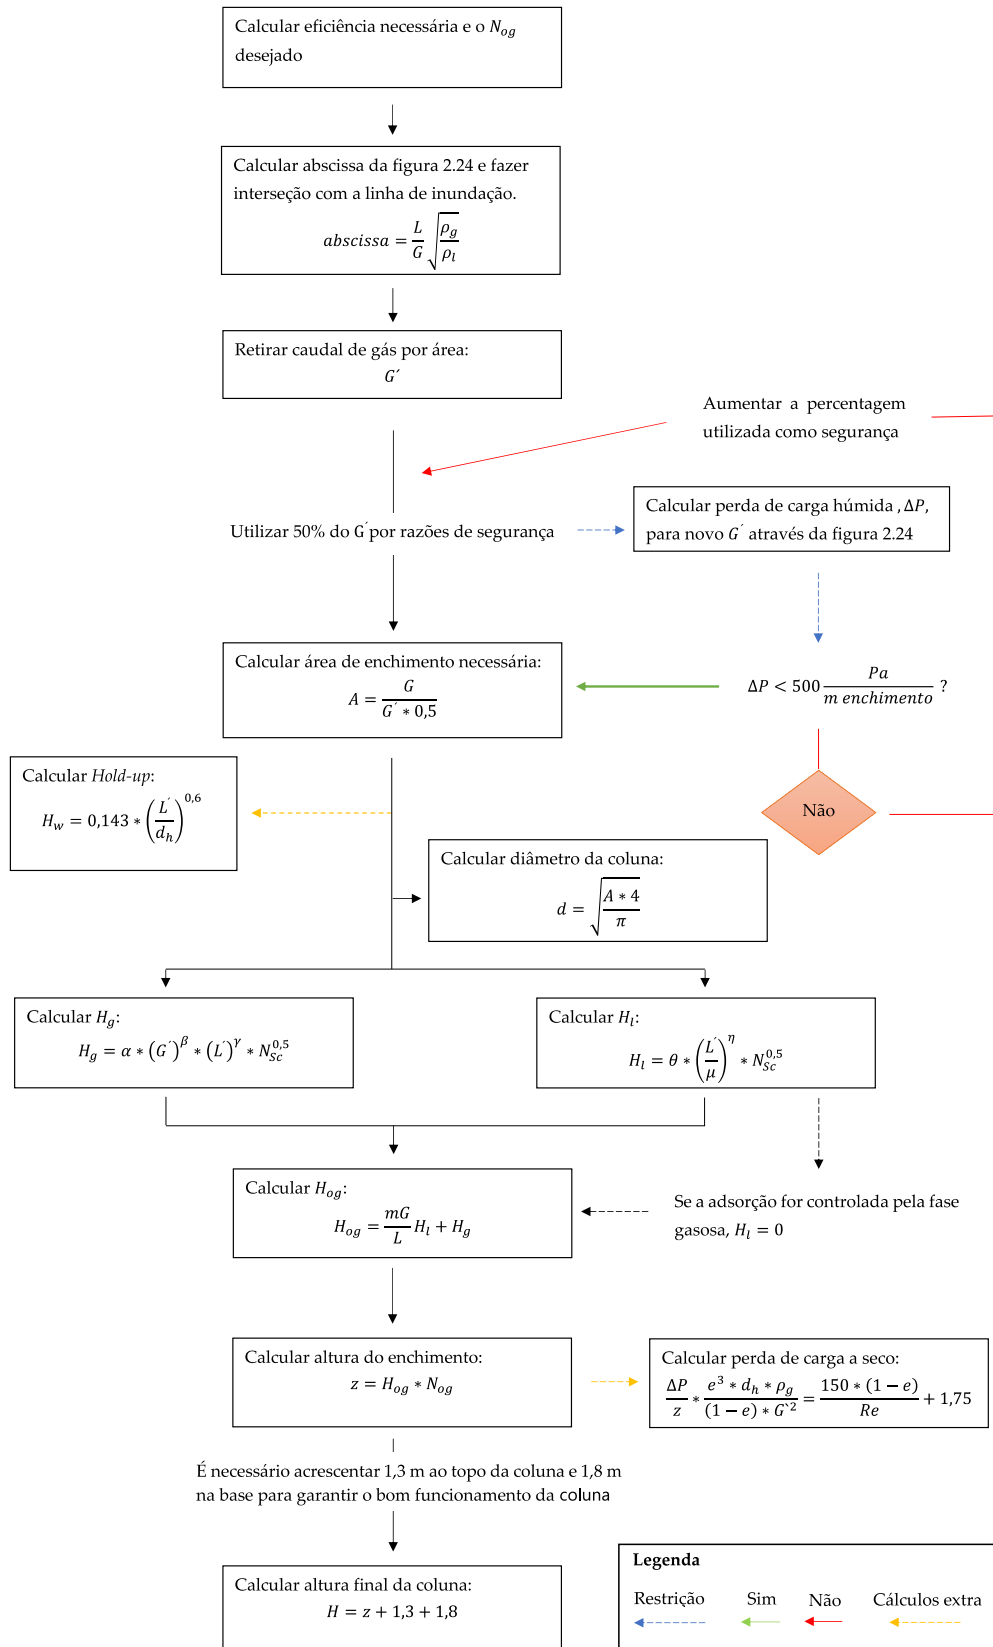 Calcular eficiência necessária e o N_og
desejado
Calcular abscissa da figura 2.24 e fazer
interseção com a linha de inundação.
abscissa = L/G √(ρ_g/ρ_l)
Retirar caudal de gás por área:
G´
Aumentar a percentagem
utilizada como segurança
Utilizar 50% do G´por razões de segurança
Calcular perda de carga húmida , ΔP,
para novo G´ através da figura 2.24
Calcular área de enchimento necessária:
A = G/(G´ * 0,5)
ΔP < 500 Pa/(m enchimento) ?
Calcular Hold-up:
H_w = 0,143 * (L´/d_h)^0,6
Não
Calcular diâmetro da coluna:
d = √(A * 4/π)
Calcular H_g:
H_g = α * (G´)^β * (L´)^γ * N_Sc^0,5
Calcular H_l:
H_l = θ * (L´/μ)^η * N_Sc^0,5
Calcular H_og:
H_og = mG/L H_l + H_g
Se a adsorção for controlada pela fase
gasosa, H_l = 0
Calcular altura do enchimento:
z = H_og * N_og
Calcular perda de carga a seco:
ΔP/z * (e^3 * d_h * ρ_g)/((1 − e) * G`^2) = (150 * (1 − e))/Re + 1,75
É necessário acrescentar 1,3 m ao topo da coluna e 1,8 m
na base para garantir o bom funcionamento da coluna
Calcular altura final da coluna:
H = z + 1,3 + 1,8
Legenda
Restrição Sim Não Cálculos extra